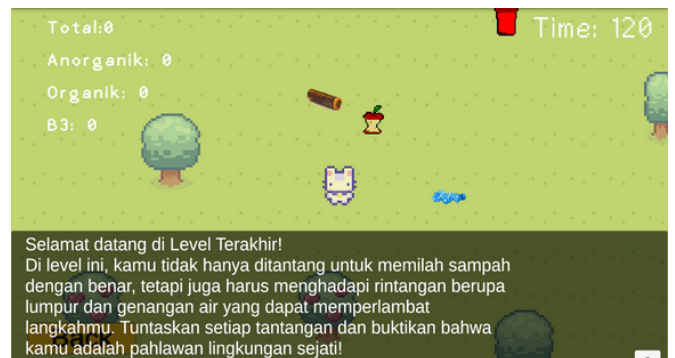 Total:0
Time: 120
Anorganik: 0
Organik: 0
B3: 0
Selamat datang di Level Terakhir!
Di level ini, kamu tidak hanya ditantang untuk memilah sampah
dengan benar, tetapi juga harus menghadapi rintangan berupa
lumpur dan genangan air yang dapat memperlambat
langkahmu. Tuntaskan setiap tantangan dan buktikan bahwa
kamu adalah pahlawan lingkungan sejati!
Back